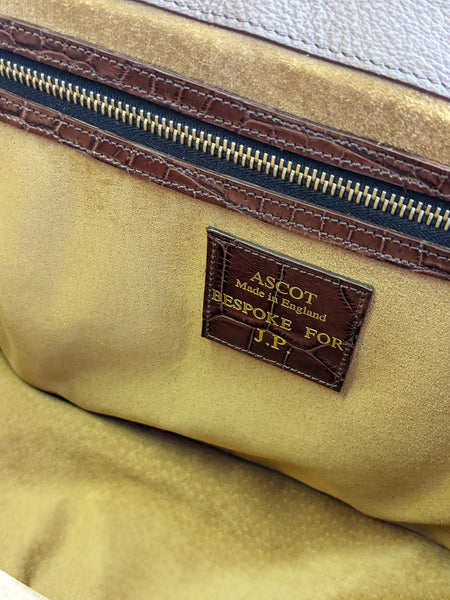 ASCOT
Made in England
BESPOKE FOR
J.P.